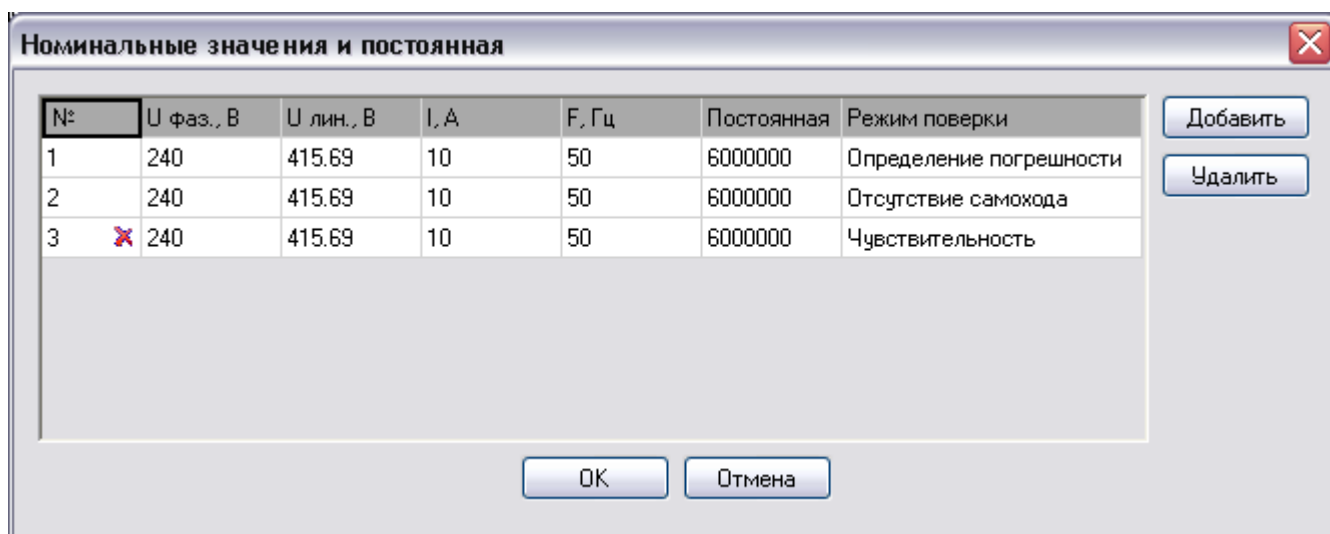 Номинальные значения и постоянная
№ U фаз., В U лин., В I, А F, Гц Постоянная Режим поверки
1 240 415.69 10 50 6000000 Определение погрешности
2 240 415.69 10 50 6000000 Отсутствие самохода
3 240 415.69 10 50 6000000 Чувствительность
Добавить
Удалить
OK Отмена